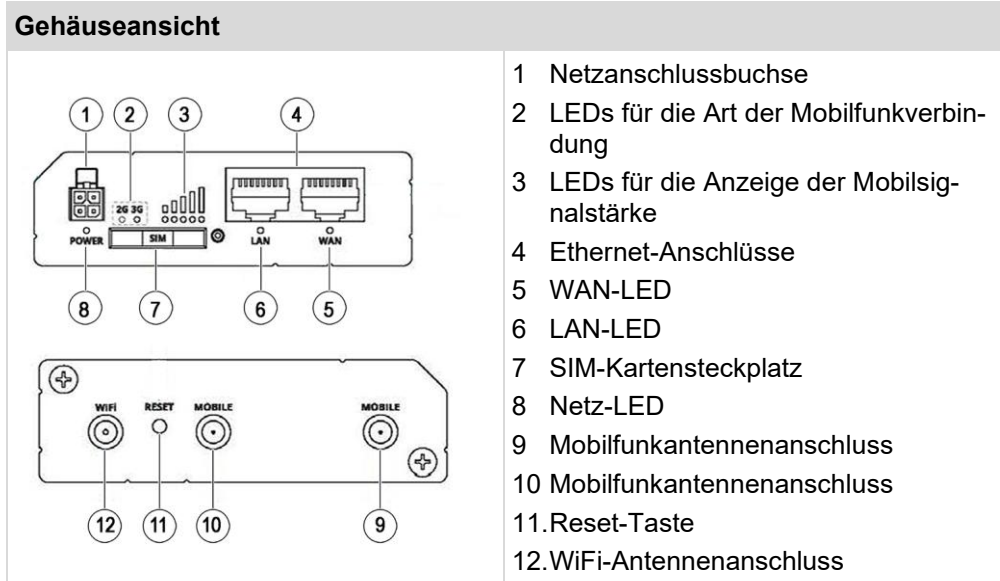 Gehäuseansicht
1 2 3 4
2G 3G
POWER SIM LAN WAN
8 7 6 5
WiFi RESET MOBILE MOBILE
12 11 10 9
1 Netzanschlussbuchse
2 LEDs für die Art der Mobilfunkverbin-
dung
3 LEDs für die Anzeige der Mobilsig-
nalstärke
4 Ethernet-Anschlüsse
5 WAN-LED
6 LAN-LED
7 SIM-Kartensteckplatz
8 Netz-LED
9 Mobilfunkantennenanschluss
10 Mobilfunkantennenanschluss
11.Reset-Taste
12.WiFi-Antennenanschluss